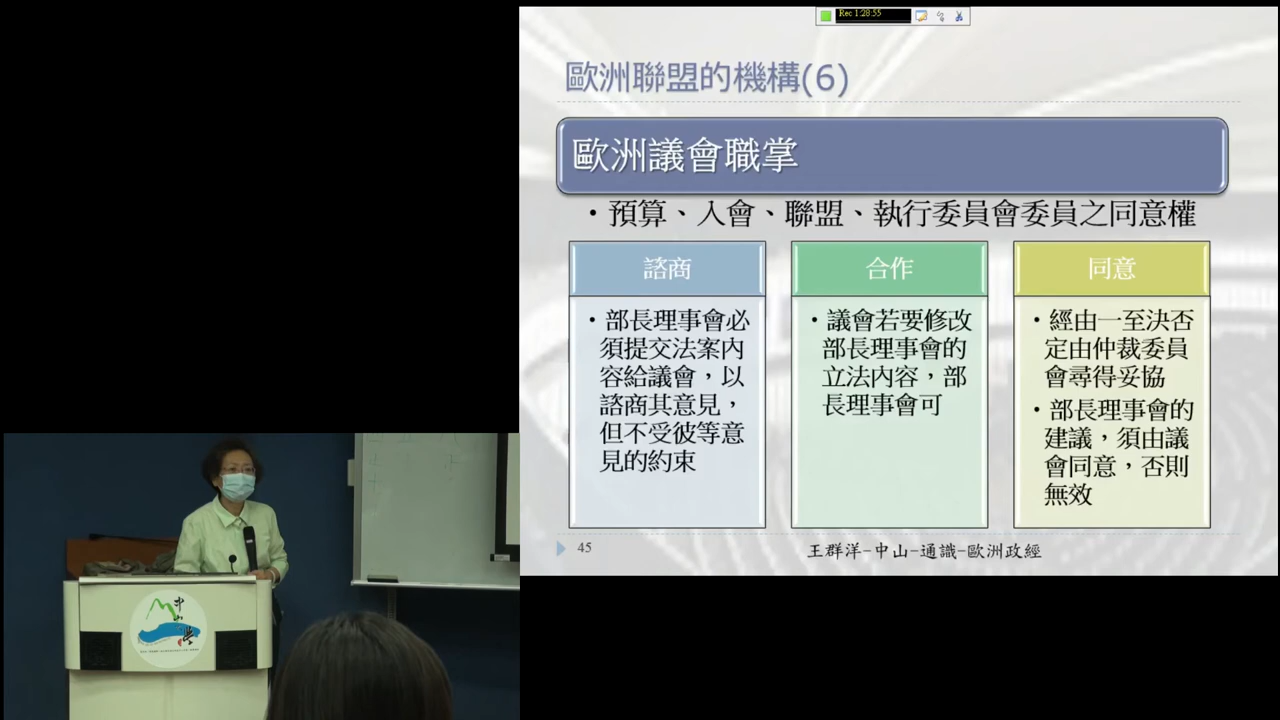 Rec 1:28:55
歐洲聯盟的機構(6)
歐洲議會職掌
・預算、入會、聯盟、執行委員會委員之同意權
諮商
・部長理事會必
須提交法案內
容給議會，以
諮商其意見，
但不受彼等意
見的約束
合作
・議會若要修改
部長理事會的
立法內容，部
長理事會可
同意
・經由一至決否
定由仲裁委員
會尋得妥協
・部長理事會的
建議，須由議
會同意，否則
無效
45
王群洋-中山-通識-歐洲政經
中山